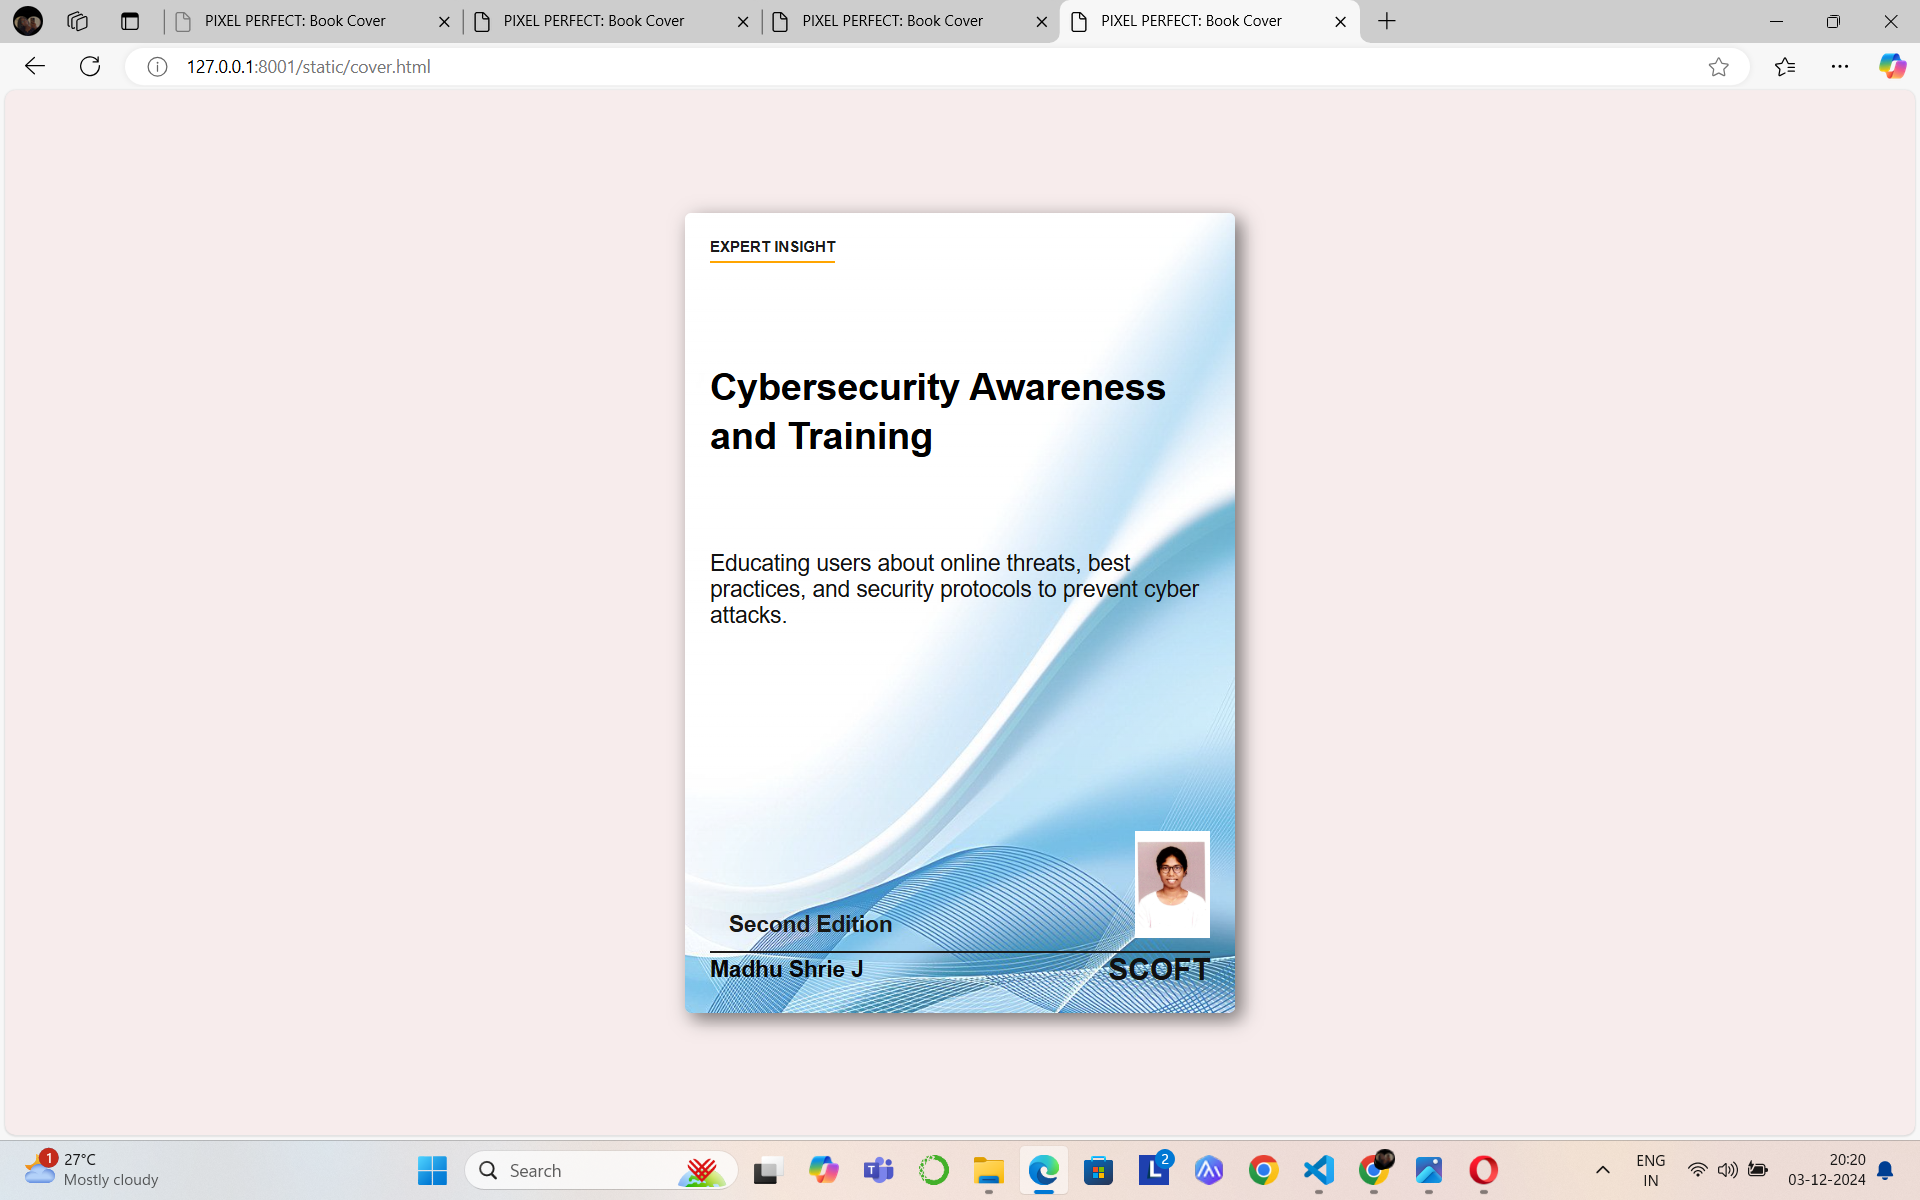 PIXEL PERFECT: Book Cover
PIXEL PERFECT: Book Cover
PIXEL PERFECT: Book Cover
PIXEL PERFECT: Book Cover
127.0.0.1:8001/static/cover.html
EXPERT INSIGHT
Cybersecurity Awareness
and Training
Educating users about online threats, best
practices, and security protocols to prevent cyber
attacks.
Second Edition
Madhu Shrie J
SCOFT
1
27°C
Mostly cloudy
Search
T
L
2
ENG
IN
20:20
03-12-2024